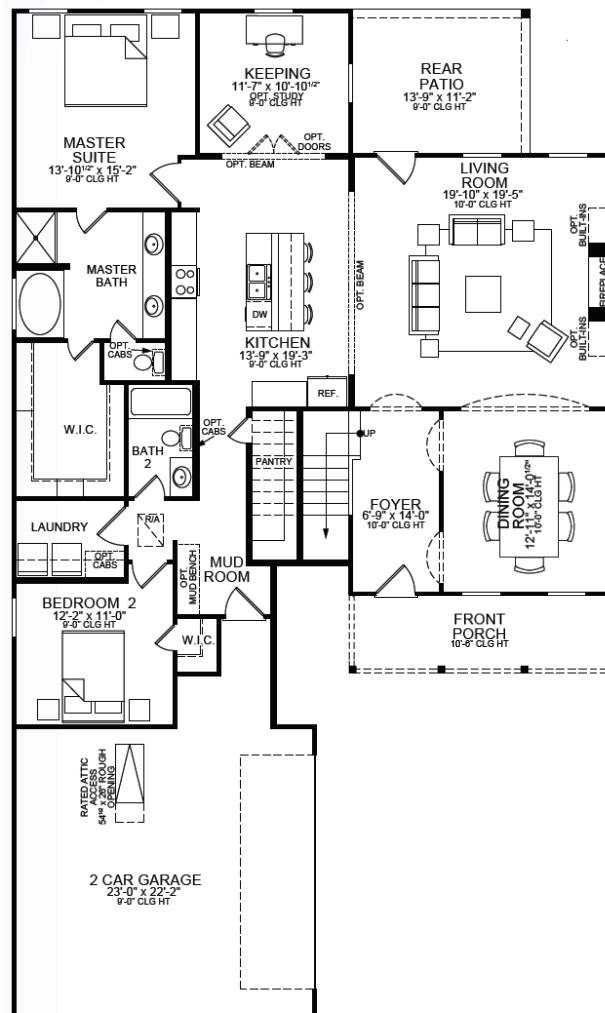 KEEPING
11'-7" x 10'-10 1/2"
OPT. STUDY
9'-0" CLG HT
OPT.
DOORS
OPT. BEAM
REAR
PATIO
13'-9" x 11'-2"
9'-0" CLG HT
MASTER
SUITE
13'-10 1/2" x 15'-2"
9'-0" CLG HT
LIVING
ROOM
19'-10" x 19'-5"
10'-0" CLG HT
OPT.
BUILT-INS
FIREPLACE
OPT.
BUILT-INS
OPT. BEAM
MASTER
BATH
DW
KITCHEN
13'-9" x 19'-3"
9'-0" CLG HT
REF.
OPT.
CABS
W.I.C.
BATH
2
OPT.
CABS
PANTRY
UP
FOYER
6'-9" x 14'-0"
10'-0" CLG HT
DINING
ROOM
12'-11" x 14'-0 1/2"
10'-0" CLG HT
LAUNDRY
OPT.
CABS
R/A
OPT.
MUD BENCH
MUD
ROOM
BEDROOM 2
12'-2" x 11'-0"
9'-0" CLG HT
W.I.C.
FRONT
PORCH
10'-6" CLG HT
RATED ATTIC
ACCESS
OPENING
2 CAR GARAGE
23'-0" x 22'-2"
9'-0" CLG HT